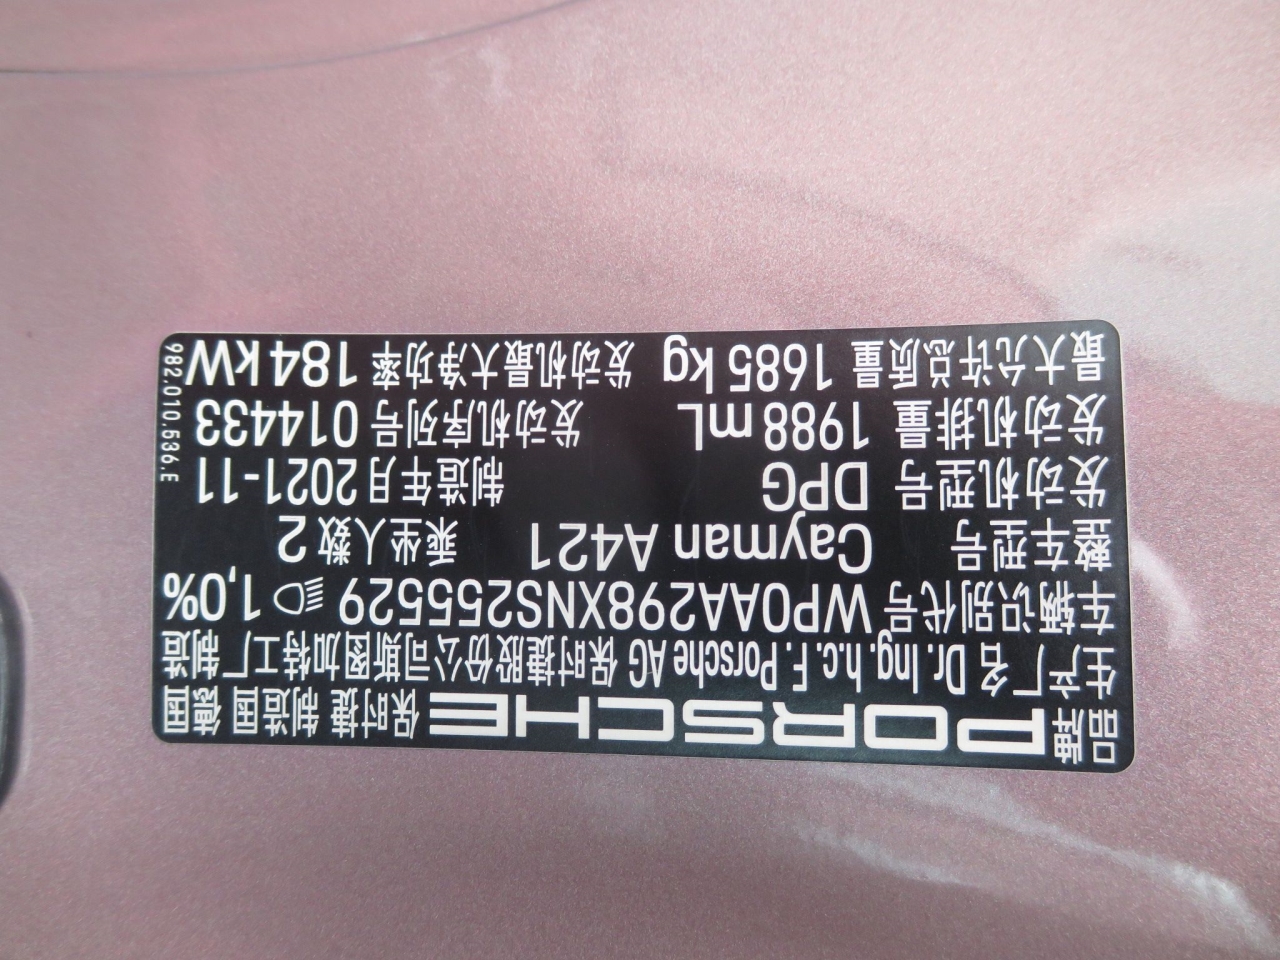 品牌 PORSCHE 保时捷 制造国 德国
生产厂名 Dr. Ing. h.c. F. Porsche AG 保时捷股份公司斯图加特工厂制造
车辆识别代号 WP0AA298XNS255529 1,0%
整车型号 Cayman A421 乘坐人数 2
发动机型号 DPG 制造年月 2021-11
发动机排量 1988 mL 发动机序列号 014433
最大允许总质量 1685 kg 发动机最大净功率 184 kW
982.010.536.E